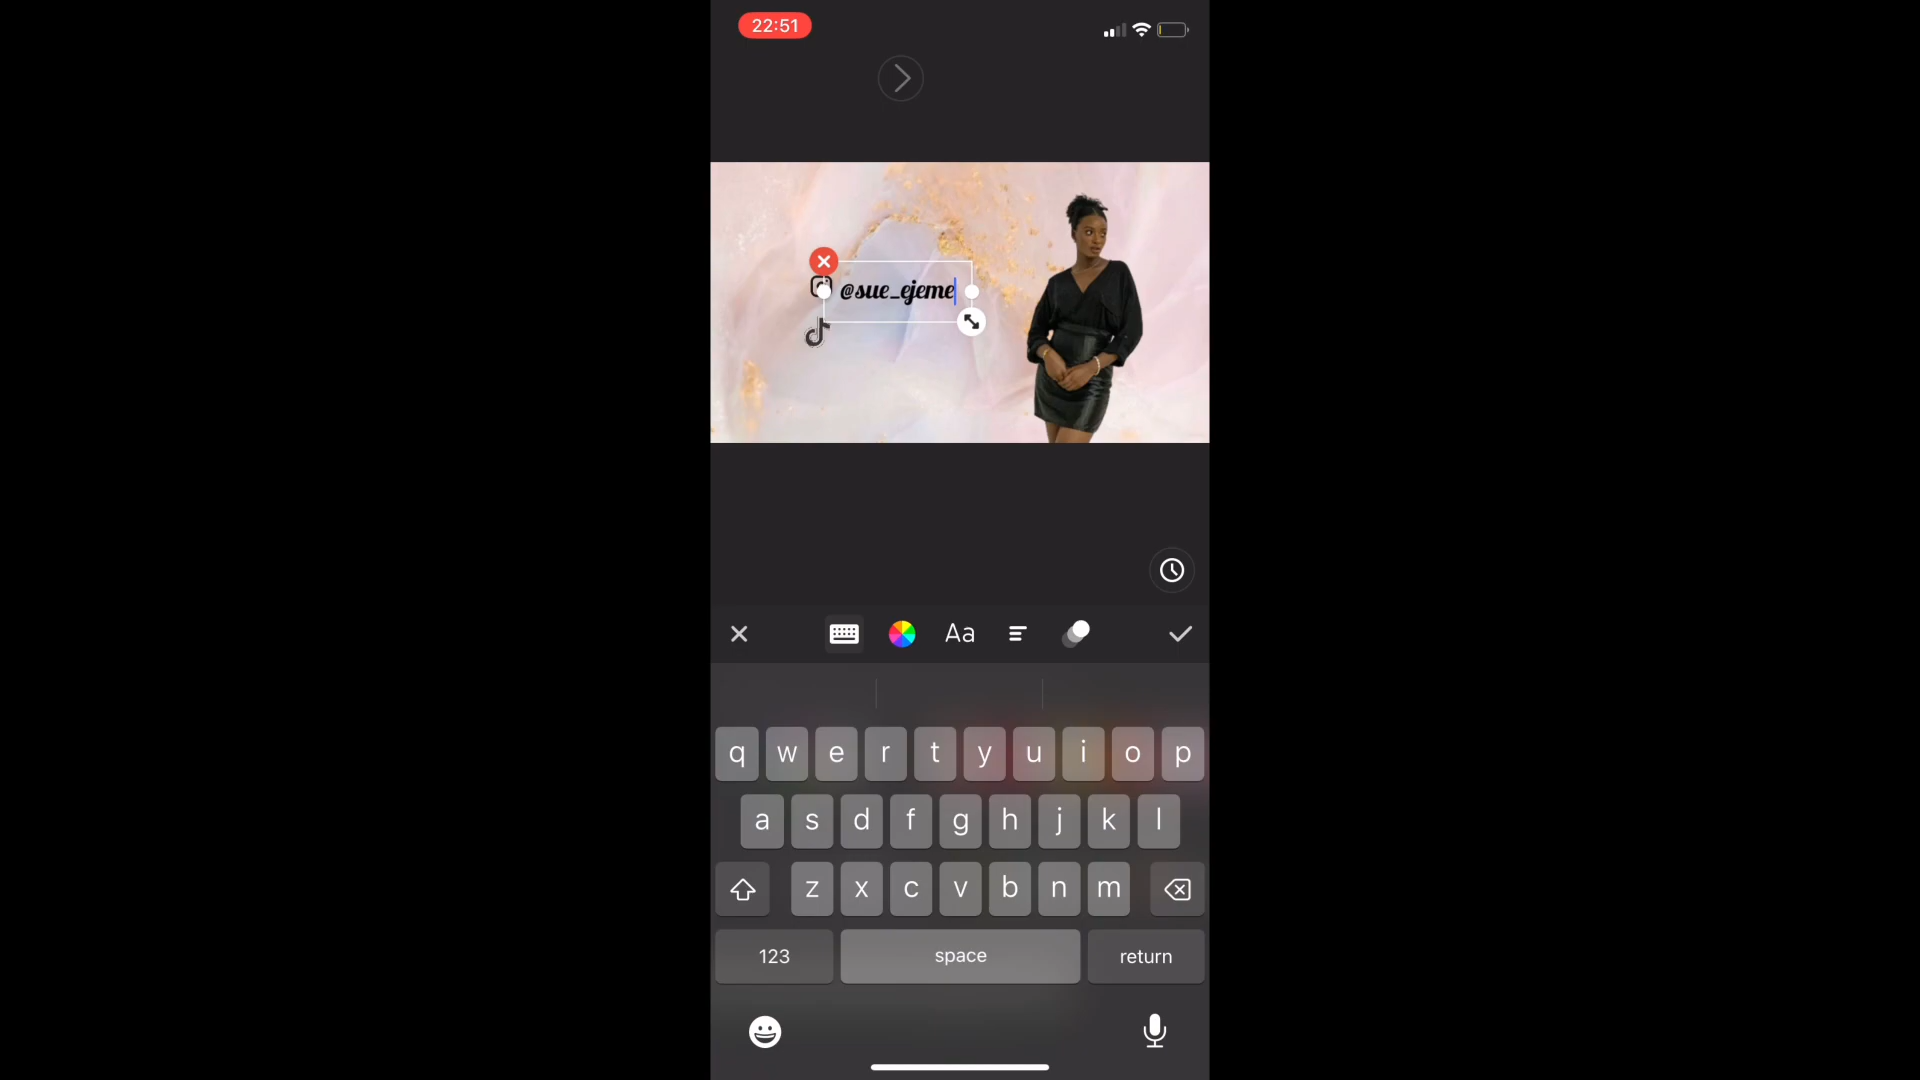 22:51
@sue_ejeme
Aa
q w e r t y u i o p
a s d f g h j k l
z x c v b n m
123 space return